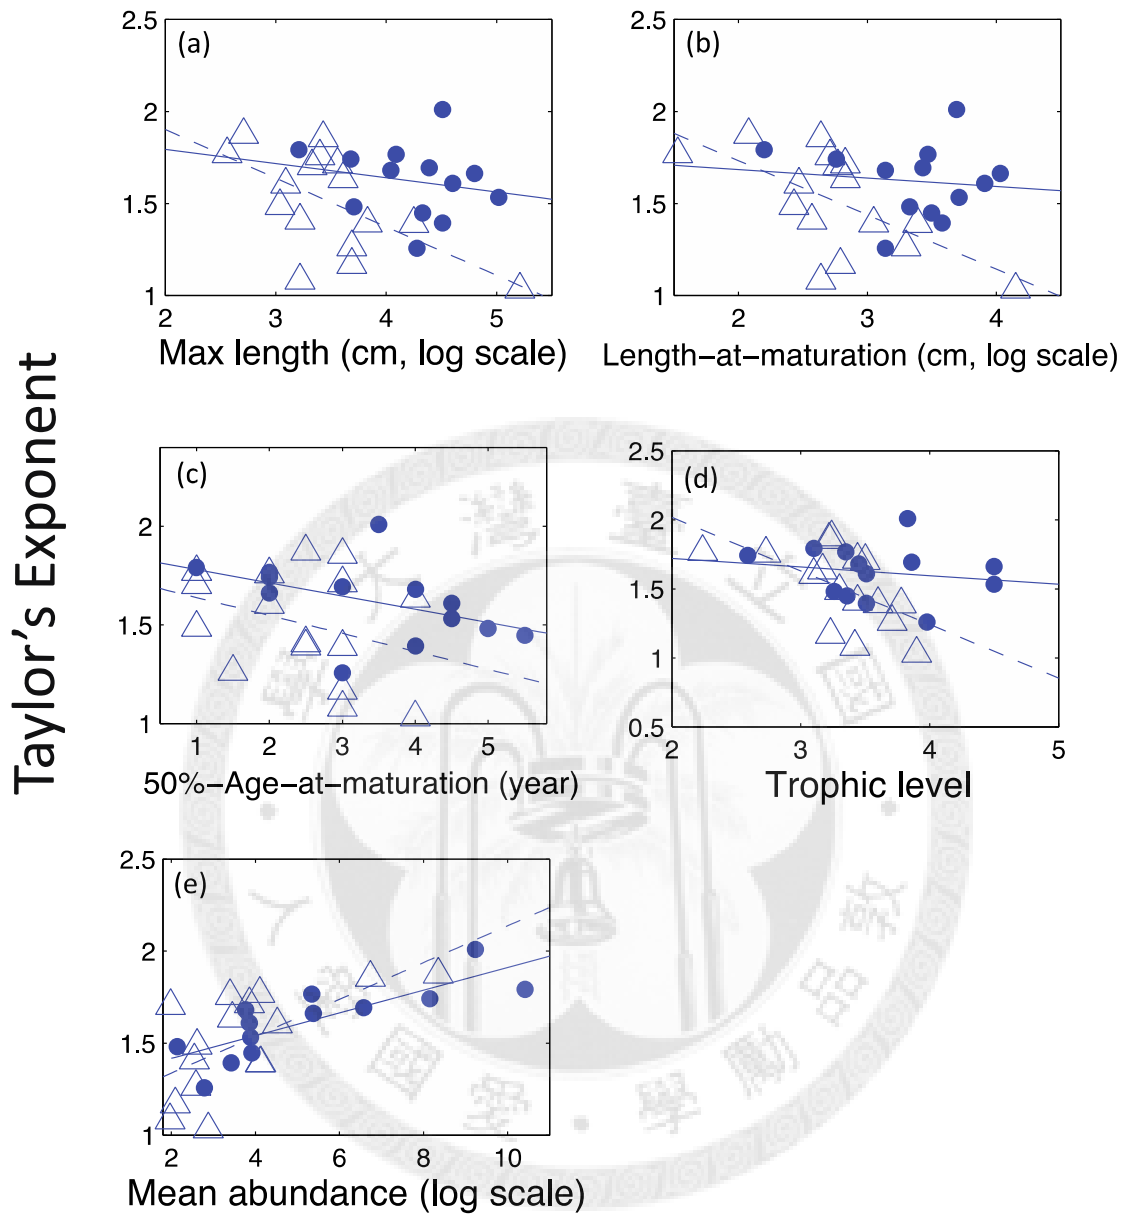 Taylor's Exponent
(a)
2.5
2
1.5
1
2 3 4 5
Max length (cm, log scale)
(b)
2.5
2
1.5
1
2 3 4
Length−at−maturation (cm, log scale)
(c)
2
1.5
1
1 2 3 4 5
50%−Age−at−maturation (year)
(d)
2.5
2
1.5
1
0.5
2 3 4 5
Trophic level
(e)
2.5
2
1.5
1
2 4 6 8 10
Mean abundance (log scale)